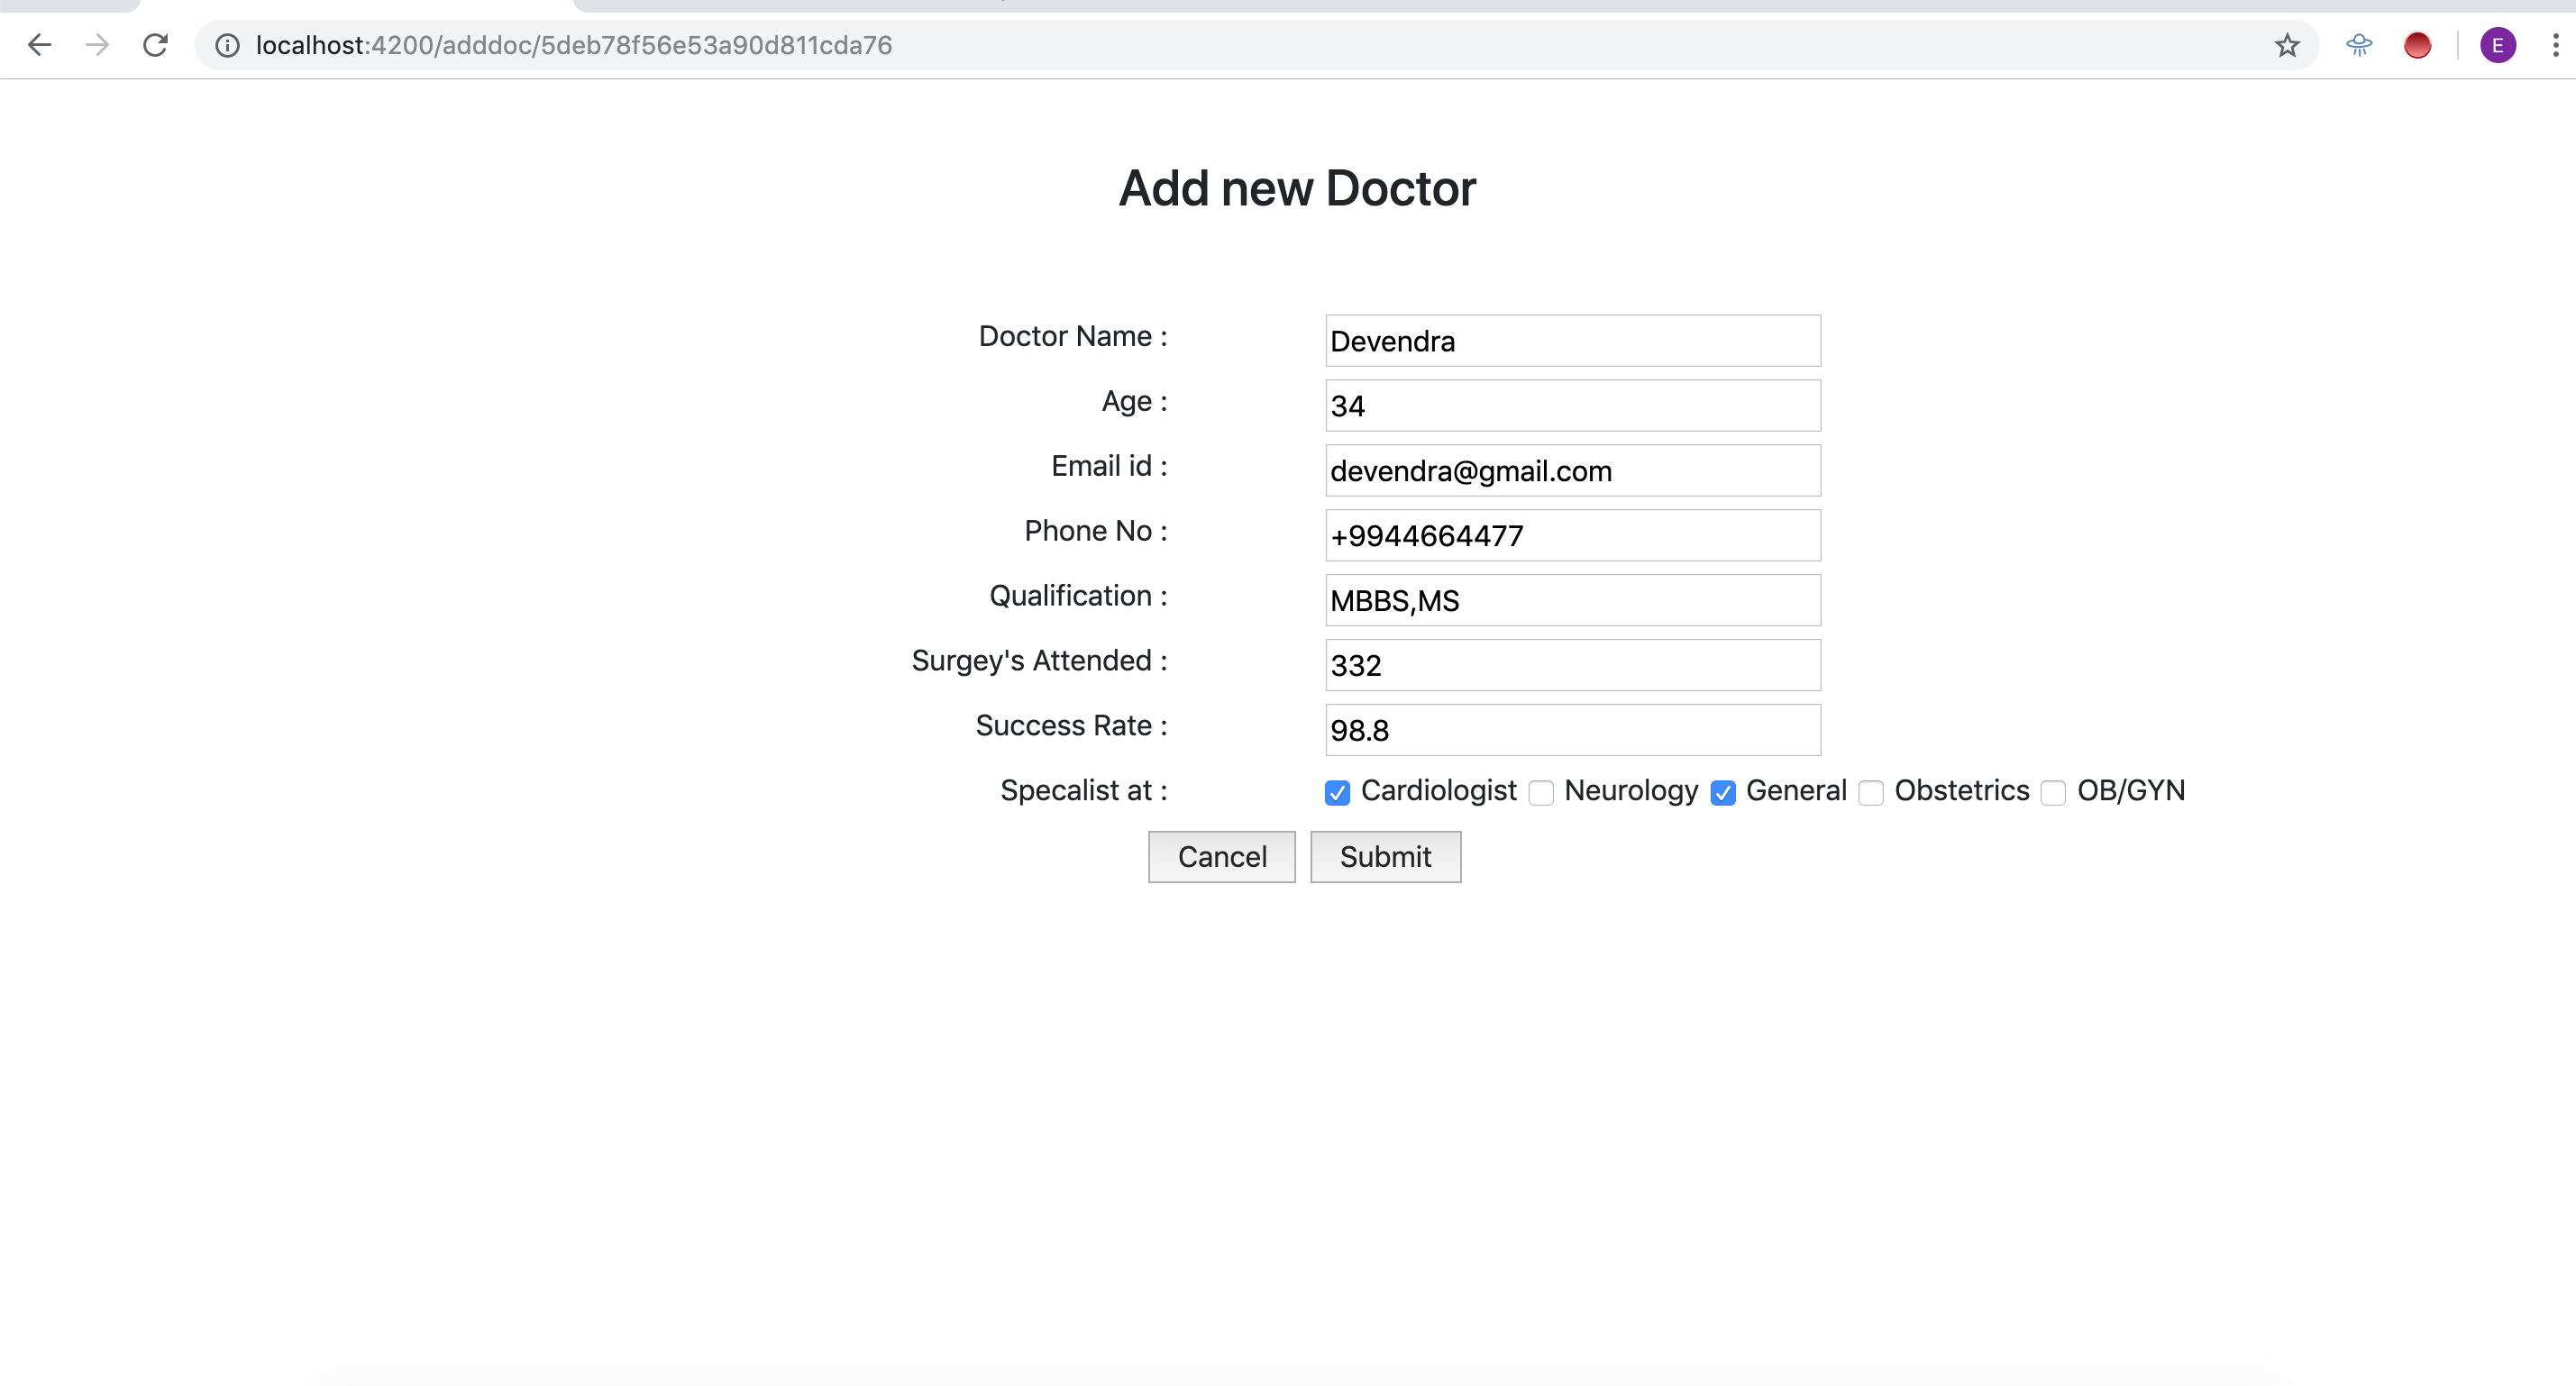 localhost:4200/adddoc/5deb78f56e53a90d811cda76
E
Add new Doctor
Doctor Name : Devendra
Age : 34
Email id : devendra@gmail.com
Phone No : +9944664477
Qualification : MBBS,MS
Surgey's Attended : 332
Success Rate : 98.8
Specalist at : Cardiologist Neurology General Obstetrics OB/GYN
Cancel Submit